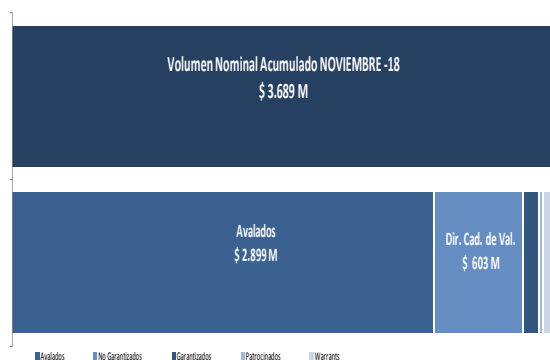 Volumen Nominal Acumulado NOVIEMBRE -18
$ 3.689 M
Avalados
$ 2.899 M
Dir. Cad. de Val.
$ 603 M
Avalados No Garantizados Garantizados Patrocinados Warrants